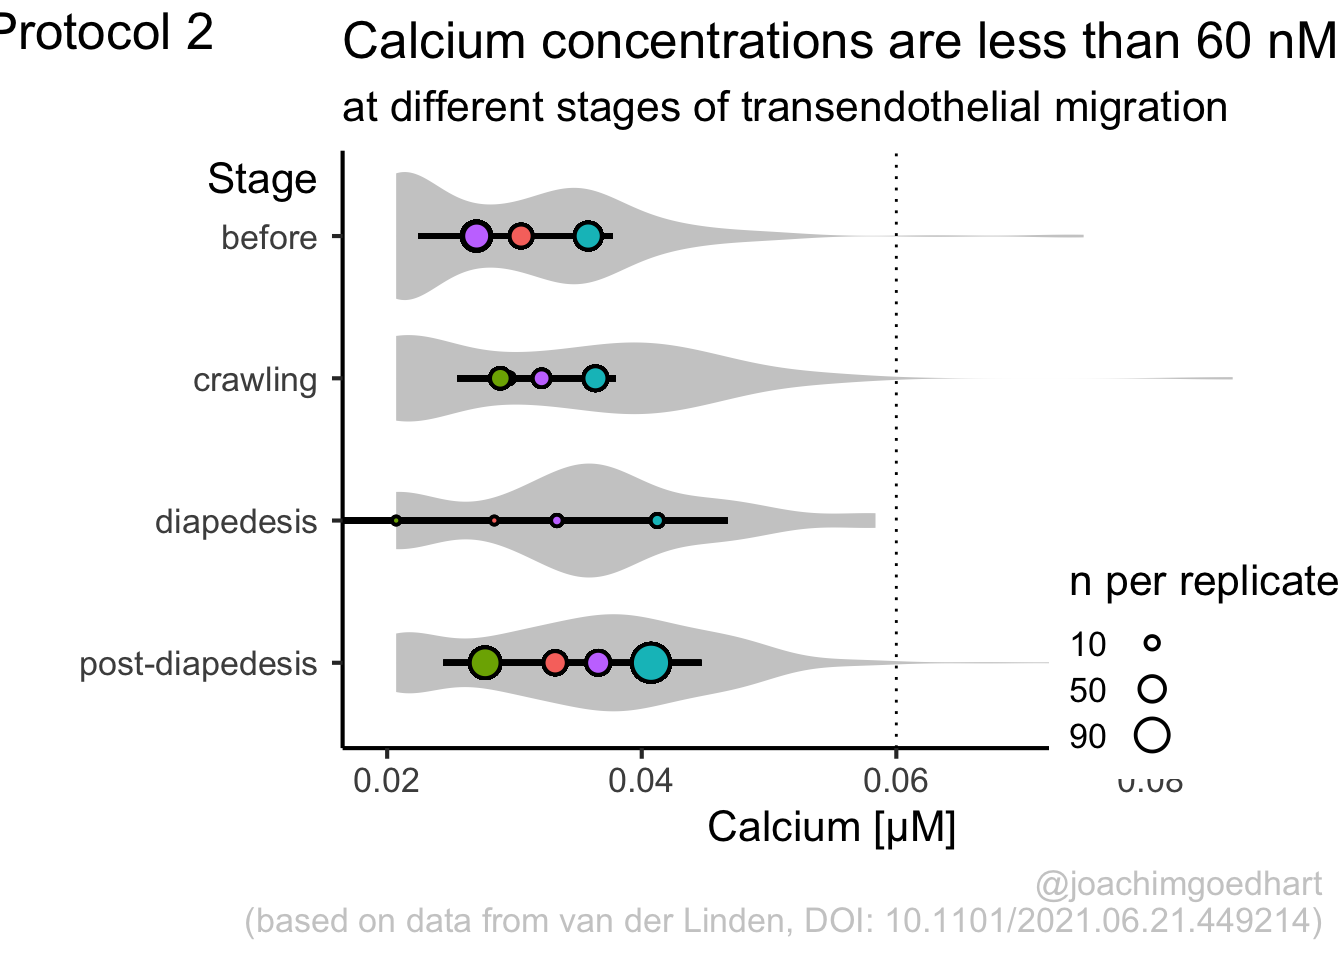 Protocol 2
Calcium concentrations are less than 60 nM
at different stages of transendothelial migration
Stage
before
crawling
diapedesis
post-diapedesis
n per replicate
10
50
90
0.02 0.04 0.06 0.08
Calcium [µM]
@joachimgoedhart
(based on data from van der Linden, DOI: 10.1101/2021.06.21.449214)